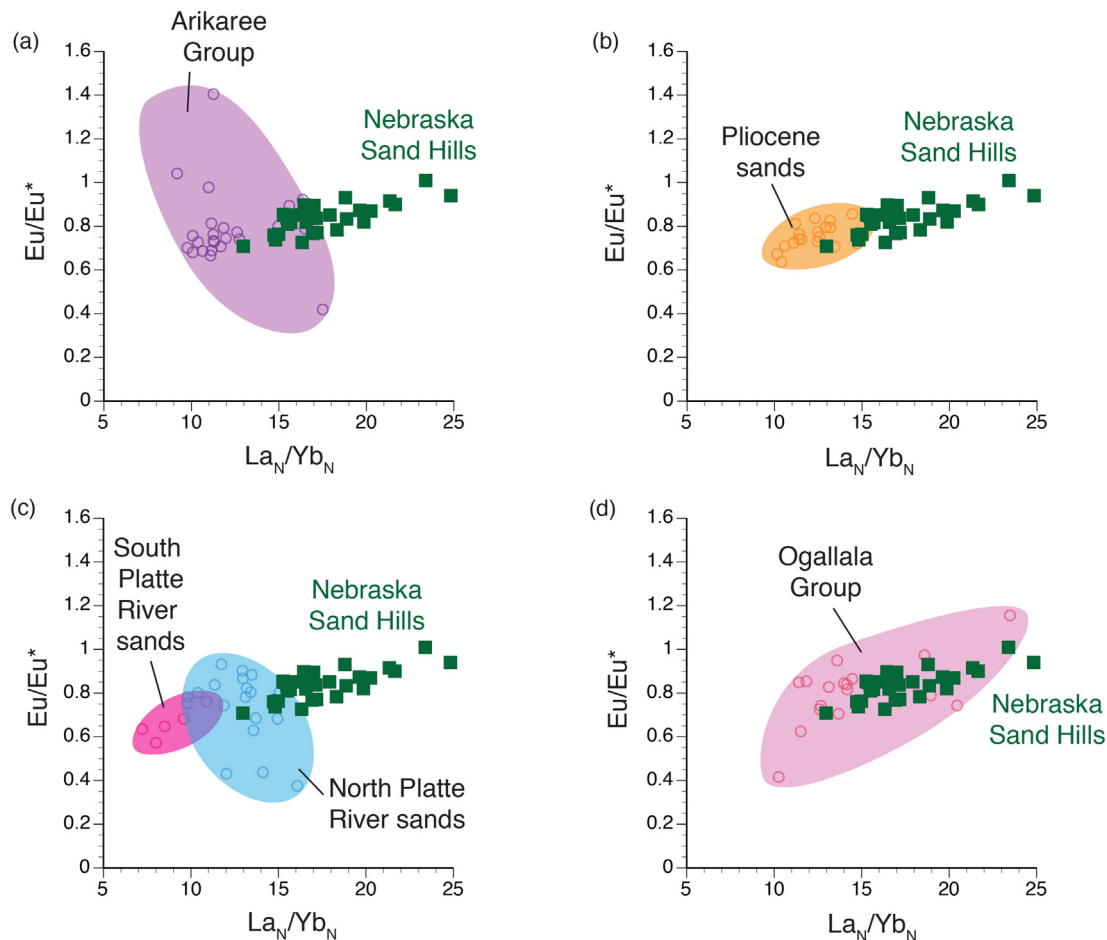 (a)
Arikaree
Group
Nebraska
Sand Hills
1.6
1.4
1.2
1
0.8
0.6
0.4
0.2
0
Eu/Eu*
5 10 15 20 25
LaN/YbN
(b)
Pliocene
sands
Nebraska
Sand Hills
1.6
1.4
1.2
1
0.8
0.6
0.4
0.2
0
Eu/Eu*
5 10 15 20 25
LaN/YbN
(c)
South
Platte
River
sands
Nebraska
Sand Hills
North Platte
River sands
1.6
1.4
1.2
1
0.8
0.6
0.4
0.2
0
Eu/Eu*
5 10 15 20 25
LaN/YbN
(d)
Ogallala
Group
Nebraska
Sand Hills
1.6
1.4
1.2
1
0.8
0.6
0.4
0.2
0
Eu/Eu*
5 10 15 20 25
LaN/YbN